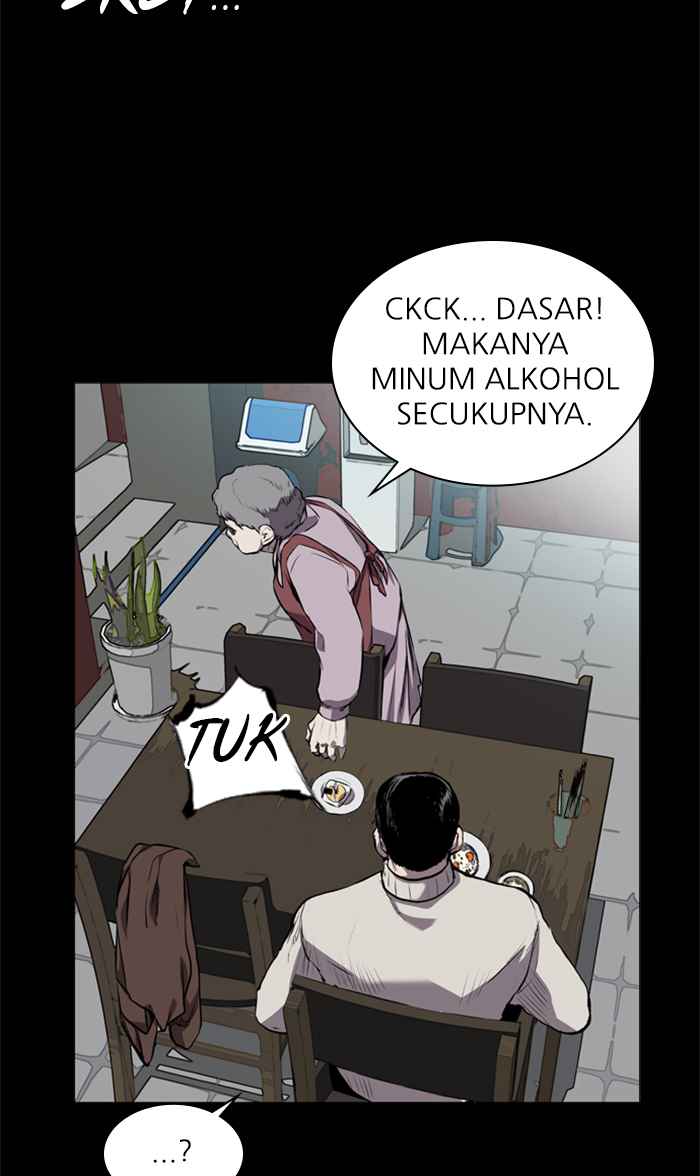 CKCK... DASAR!
MAKANYA
MINUM ALKOHOL
SECUKUPNYA.
TUK
...?